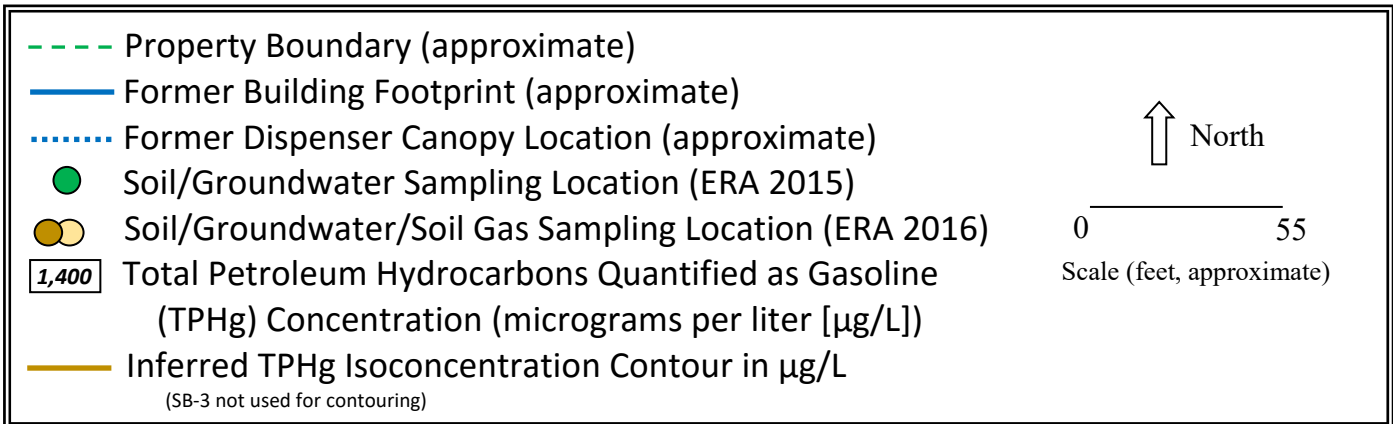 Property Boundary (approximate)
Former Building Footprint (approximate)
Former Dispenser Canopy Location (approximate)
Soil/Groundwater Sampling Location (ERA 2015)
Soil/Groundwater/Soil Gas Sampling Location (ERA 2016)
1,400 Total Petroleum Hydrocarbons Quantified as Gasoline
(TPHg) Concentration (micrograms per liter [µg/L])
Inferred TPHg Isoconcentration Contour in µg/L
(SB-3 not used for contouring)
North
0 55
Scale (feet, approximate)